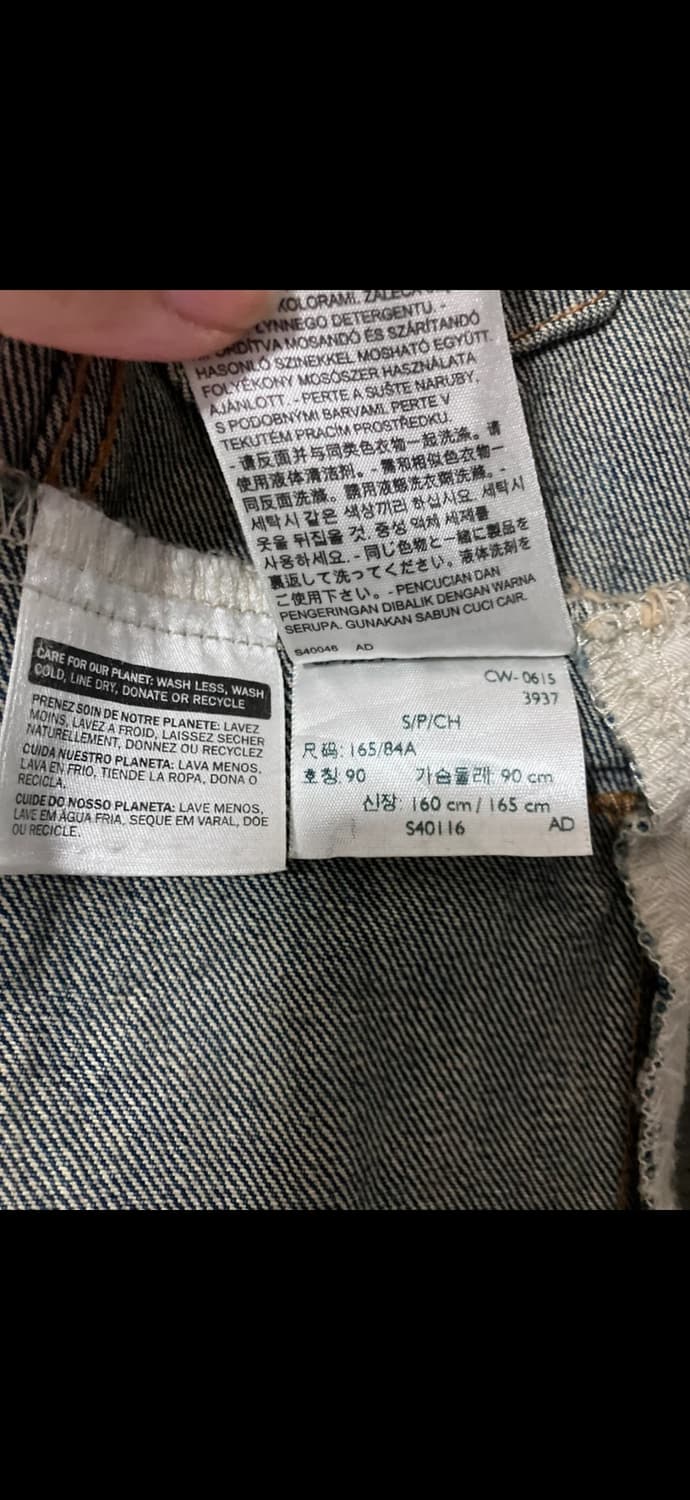 KOLORAMI.
ŁYNNEGO DETERGENTU. -
MOSANDÓ ÉS SZÁRÍTANDÓ
HASONLÓ SZINEKKEL MOSHATÓ EGYÜTT.
FOLYÉKONY MOSÓSZER HASZNÁLATA
AJÁNLOTT. - PERTE A SUŠTE NARUBY,
S PODOBNÝMI BARVAMI. PERTE V
TEKUTÉM PRACÍM PROSTŘEDKU.
- 请反面并与同类色衣物一起洗涤。请
使用液体清洁剂。- 需和相似色衣物一
同反面洗滌。請用液態洗衣劑洗滌。-
세탁시 같은 색상끼리 하십시요. 세탁시
옷을 뒤집을 것. 중성 액체 세제를
사용하세요. - 同じ色物と一緒に製品を
裏返して洗ってください。液体洗剤を
ご使用下さい。- PENCUCIAN DAN
PENGERINGAN DIBALIK DENGAN WARNA
SERUPA. GUNAKAN SABUN CUCI CAIR.
S40046 AD
CARE FOR OUR PLANET: WASH LESS, WASH
COLD, LINE DRY, DONATE OR RECYCLE
PRENEZ SOIN DE NOTRE PLANETE: LAVEZ
MOINS, LAVEZ A FROID, LAISSEZ SECHER
NATURELLEMENT, DONNEZ OU RECYCLEZ
CUIDA NUESTRO PLANETA: LAVA MENOS,
LAVA EN FRIO, TIENDE LA ROPA, DONA O
RECICLA.
CUIDE DO NOSSO PLANETA: LAVE MENOS,
LAVE EM ÁGUA FRIA, SEQUE EM VARAL, DOE
OU RECICLE.
CW-0615
3937
S/P/CH
尺码: 165/84A
호칭: 90 가슴둘레: 90 cm
신장: 160 cm / 165 cm
S40116 AD